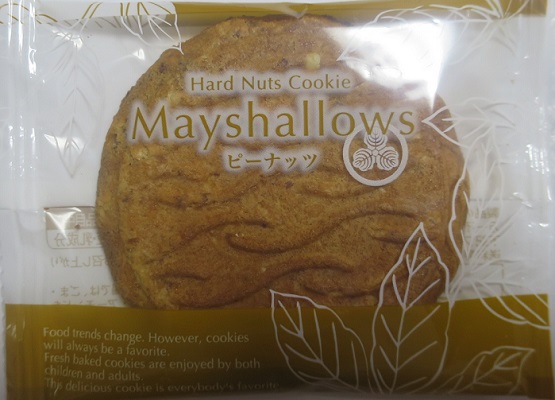 Hard Nuts Cookie
Mayshallows
ピーナッツ
Food trends change. However, cookies
will always be a favorite.
Fresh baked cookies are enjoyed by both
children and adults.
The delicious cookie is everybody's favorite